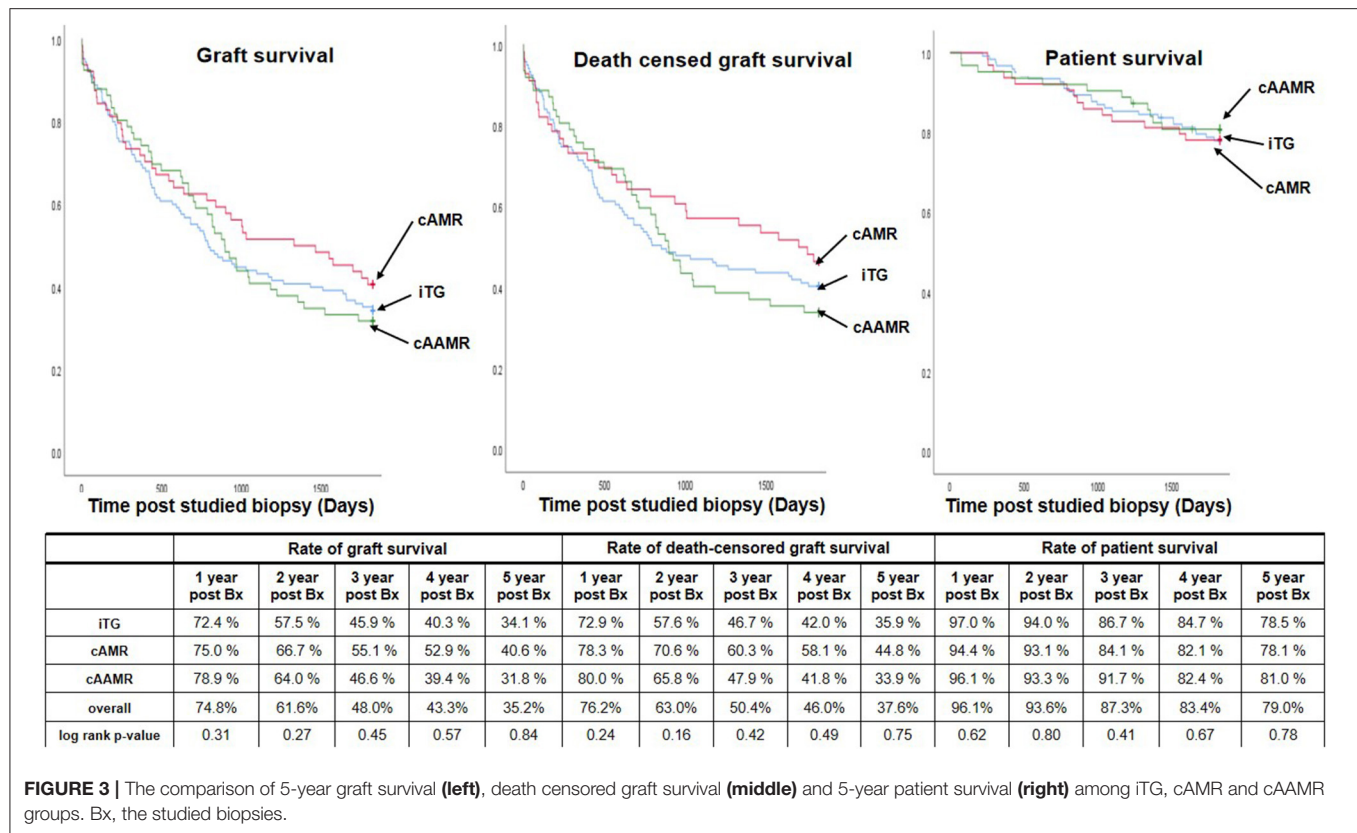 Graft survival
1.0
0.8
0.6
0.4
0.2
0.0
cAMR
iTG
cAAMR
0 500 1000 1500
Time post studied biopsy (Days)
Death censed graft survival
1.0
0.8
0.6
0.4
0.2
0.0
cAMR
iTG
cAAMR
0 500 1000 1500
Time post studied biopsy (Days)
Patient survival
1.0
0.8
0.6
0.4
0.2
0.0
cAAMR
iTG
cAMR
0 500 1000 1500
Time post studied biopsy (Days)
Rate of graft survival Rate of death-censored graft survival Rate of patient survival
1 year 2 year 3 year 4 year 5 year 1 year 2 year 3 year 4 year 5 year 1 year 2 year 3 year 4 year 5 year
post Bx post Bx post Bx post Bx post Bx post Bx post Bx post Bx post Bx post Bx post Bx post Bx post Bx post Bx post Bx
iTG 72.4 % 57.5 % 45.9 % 40.3 % 34.1 % 72.9 % 57.6 % 46.7 % 42.0 % 35.9 % 97.0 % 94.0 % 86.7 % 84.7 % 78.5 %
cAMR 75.0 % 66.7 % 55.1 % 52.9 % 40.6 % 78.3 % 70.6 % 60.3 % 58.1 % 44.8 % 94.4 % 93.1 % 84.1 % 82.1 % 78.1 %
cAAMR 78.9 % 64.0 % 46.6 % 39.4 % 31.8 % 80.0 % 65.8 % 47.9 % 41.8 % 33.9 % 96.1 % 93.3 % 91.7 % 82.4 % 81.0 %
overall 74.8% 61.6% 48.0% 43.3% 35.2% 76.2% 63.0% 50.4% 46.0% 37.6% 96.1% 93.6% 87.3% 83.4% 79.0%
log rank p-value 0.31 0.27 0.45 0.57 0.84 0.24 0.16 0.42 0.49 0.75 0.62 0.80 0.41 0.67 0.78
FIGURE 3 | The comparison of 5-year graft survival (left), death censored graft survival (middle) and 5-year patient survival (right) among iTG, cAMR and cAAMR
groups. Bx, the studied biopsies.